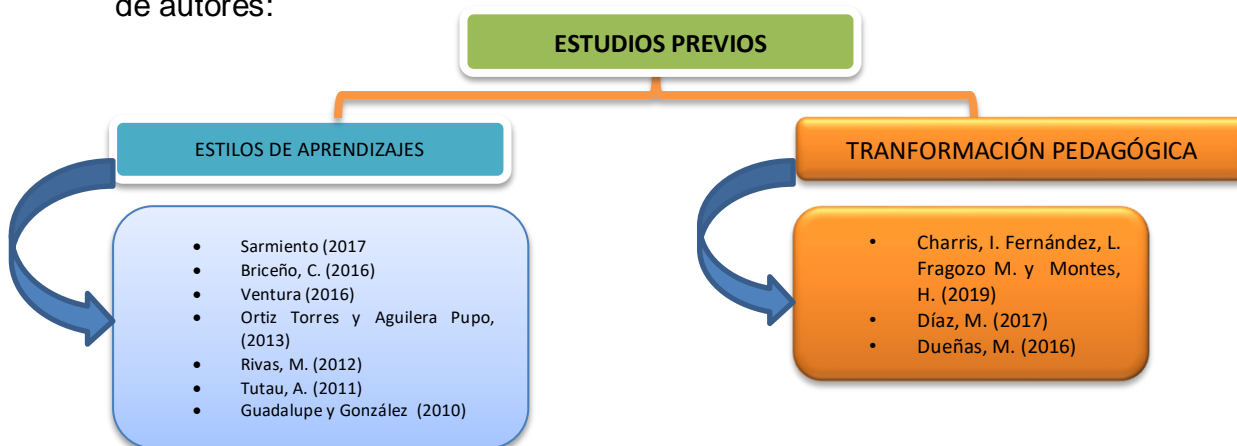 de autores:
ESTUDIOS PREVIOS
ESTILOS DE APRENDIZAJES
TRANFORMACIÓN PEDAGÓGICA
• Sarmiento (2017
• Briceño, C. (2016)
• Ventura (2016)
• Ortiz Torres y Aguilera Pupo,
(2013)
• Rivas, M. (2012)
• Tutau, A. (2011)
• Guadalupe y González (2010)
• Charris, I. Fernández, L.
Fragozo M. y Montes,
H. (2019)
• Díaz, M. (2017)
• Dueñas, M. (2016)